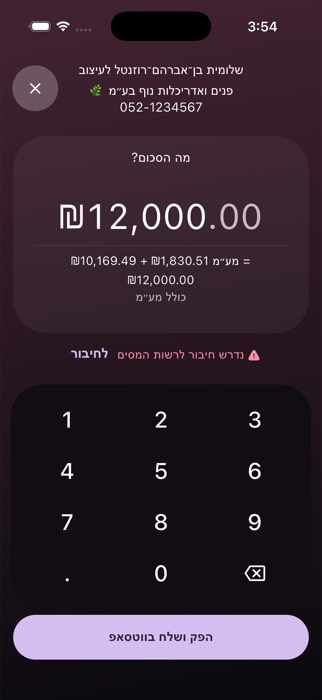 3:54
שלומית בן־אברהם־רוזנטל לעיצוב
פנים ואדריכלות נוף בע״מ 🌿
052-1234567
מה הסכום?
₪12,000.00
₪10,169.49 + מע״מ ₪1,830.51 =
₪12,000.00
כולל מע״מ
נדרש חיבור לרשות המסים לחיבור
1 2 3
4 5 6
7 8 9
. 0
הפק ושלח בווטסאפ